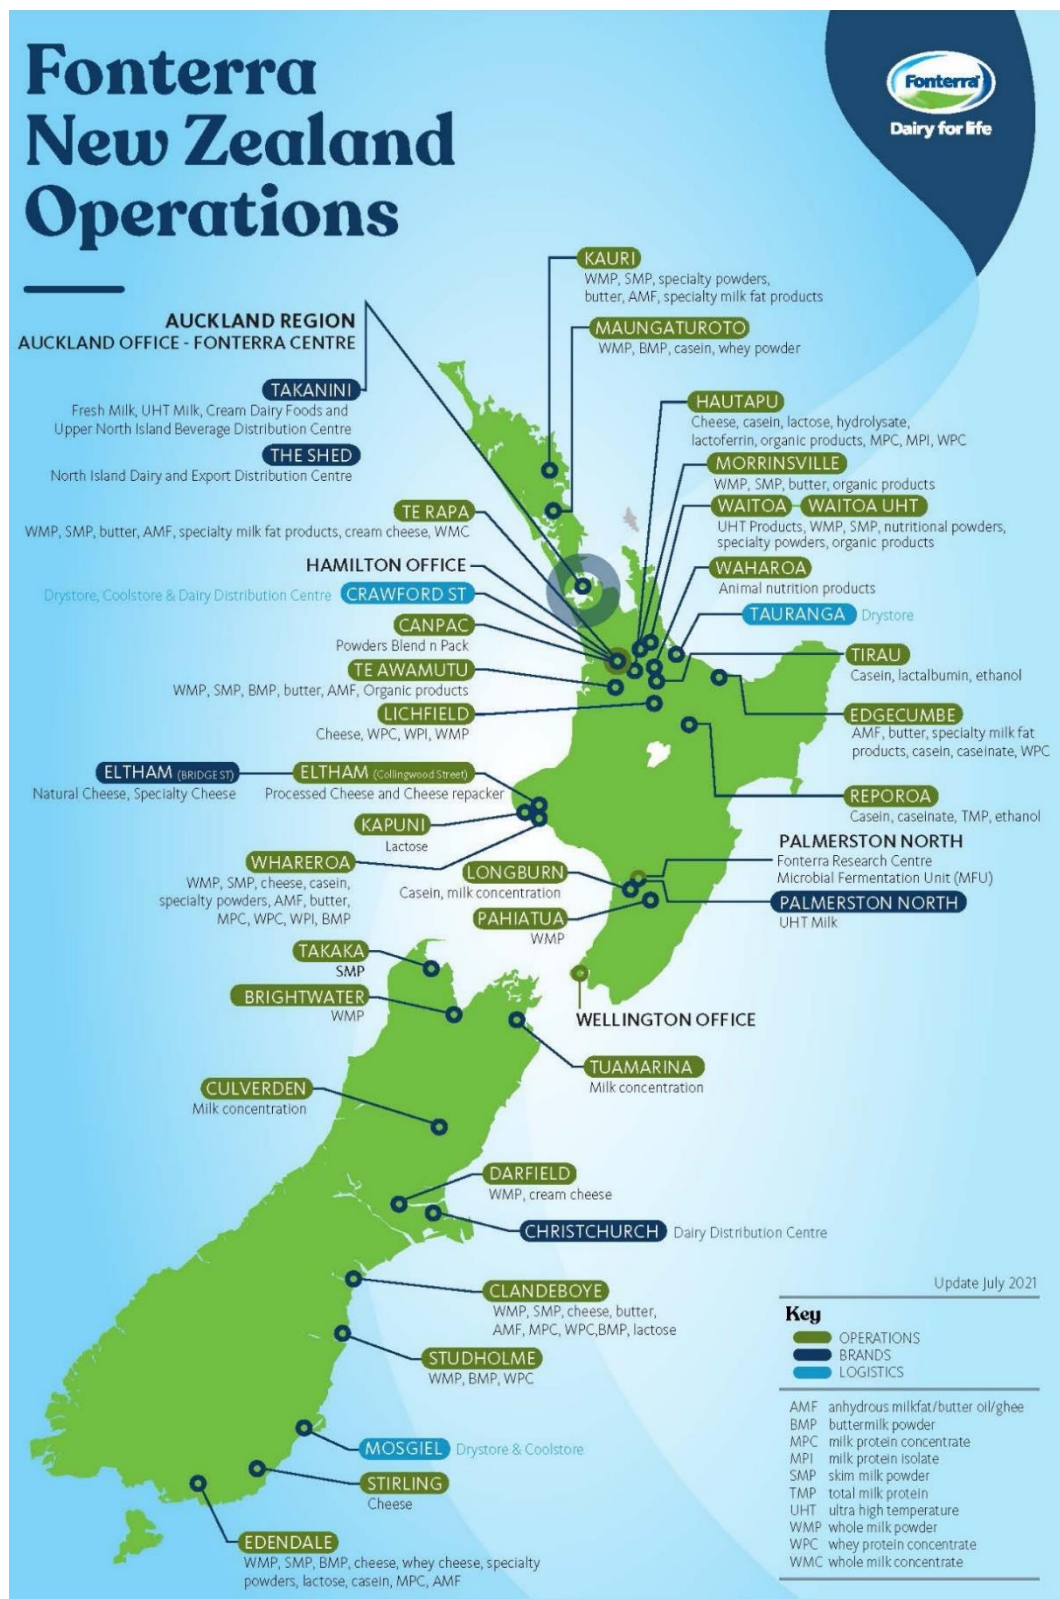 Fonterra
New Zealand
Operations
Fonterra
Dairy for life
KAURI
WMP, SMP, specialty powders,
butter, AMF, specialty milk fat products
MAUNGATUROTO
WMP, BMP, casein, whey powder
AUCKLAND REGION
AUCKLAND OFFICE - FONTERRA CENTRE
TAKANINI
Fresh Milk, UHT Milk, Cream Dairy Foods and
Upper North Island Beverage Distribution Centre
THE SHED
North Island Dairy and Export Distribution Centre
TE RAPA
WMP, SMP, butter, AMF, specialty milk fat products, cream cheese, WMC
HAMILTON OFFICE
Drystore, Coolstore & Dairy Distribution Centre CRAWFORD ST
CANPAC
Powders Blend n Pack
TE AWAMUTU
WMP, SMP, BMP, butter, AMF, Organic products
LICHFIELD
Cheese, WPC, WPI, WMP
HAUTAPU
Cheese, casein, lactose, hydrolysate,
lactoferrin, organic products, MPC, MPI, WPC
MORRINSVILLE
WMP, SMP, butter, organic products
WAITOA WAITOA UHT
UHT Products, WMP, SMP, nutritional powders,
specialty powders, organic products
WAHAROA
Animal nutrition products
TAURANGA Drystore
TIRAU
Casein, lactalbumin, ethanol
EDGECUMBE
AMF, butter, specialty milk fat
products, casein, caseinate, WPC
REPOROA
Casein, caseinate, TMP, ethanol
ELTHAM (BRIDGE ST)
Natural Cheese, Specialty Cheese
ELTHAM (Collingwood Street)
Processed Cheese and Cheese repacker
KAPUNI
Lactose
WHAREROA
WMP, SMP, cheese, casein,
specialty powders, AMF, butter,
MPC, WPC, WPI, BMP
LONGBURN
Casein, milk concentration
PAHIATUA
WMP
PALMERSTON NORTH
Fonterra Research Centre
Microbial Fermentation Unit (MFU)
PALMERSTON NORTH
UHT Milk
WELLINGTON OFFICE
TAKAKA
SMP
BRIGHTWATER
WMP
TUAMARINA
Milk concentration
CULVERDEN
Milk concentration
DARFIELD
WMP, cream cheese
CHRISTCHURCH Dairy Distribution Centre
CLANDEBOYE
WMP, SMP, cheese, butter,
AMF, MPC, WPC,BMP, lactose
STUDHOLME
WMP, BMP, WPC
MOSGIEL Drystore & Coolstore
STIRLING
Cheese
EDENDALE
WMP, SMP, BMP, cheese, whey cheese, specialty
powders, lactose, casein, MPC, AMF
Update July 2021
Key
OPERATIONS
BRANDS
LOGISTICS
AMF anhydrous milkfat/butter oil/ghee
BMP buttermilk powder
MPC milk protein concentrate
MPI milk protein isolate
SMP skim milk powder
TMP total milk protein
UHT ultra high temperature
WMP whole milk powder
WPC whey protein concentrate
WMC whole milk concentrate